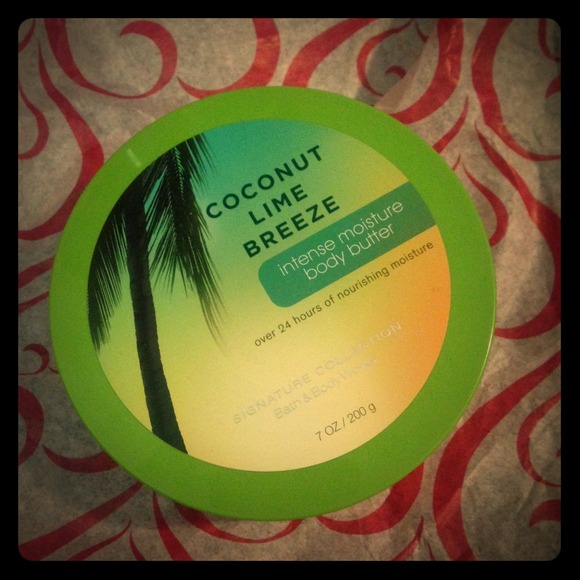 COCONUT
LIME
BREEZE
intense moisture
body butter
over 24 hours of nourishing moisture
SIGNATURE COLLECTION
Bath & Body Works
7 OZ / 200 g